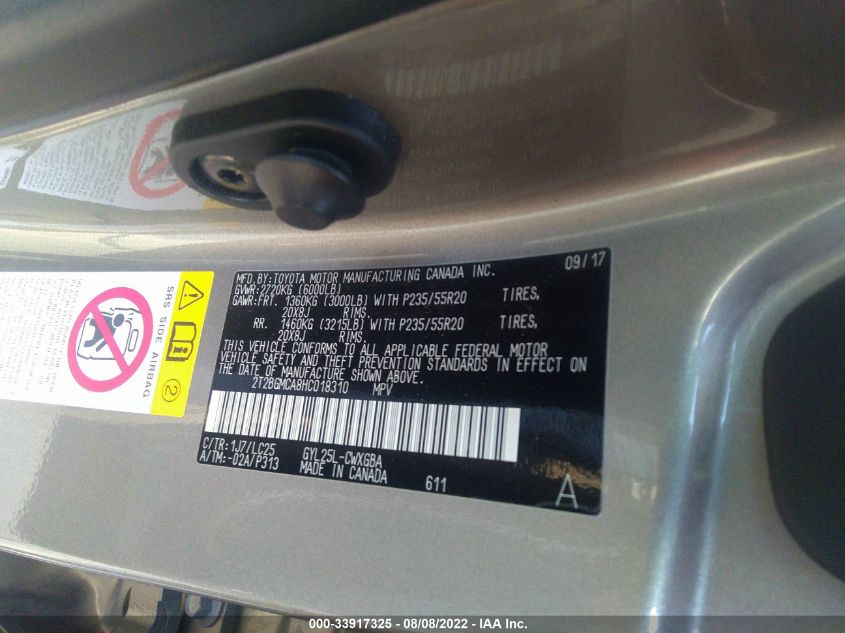 MFD.BY:TOYOTA MOTOR MANUFACTURING CANADA INC. 09/17
GVWR:2720KG (6000LB)
GAWR:FRT. 1360KG (3000LB) WITH P235/55R20 TIRES,
20X8J RIMS.
RR. 1460KG (3215LB) WITH P235/55R20 TIRES,
20X8J RIMS.
THIS VEHICLE CONFORMS TO ALL APPLICABLE FEDERAL MOTOR
VEHICLE SAFETY AND THEFT PREVENTION STANDARDS IN EFFECT ON
THE DATE OF MANUFACTURE SHOWN ABOVE.
2T2BGMCA8HC018310 MPV
C/TR:1J7/LC25 GYL25L-CWXGBA
A/TM:-02A/P313 MADE IN CANADA 611 A
SRS SIDE AIRBAG
2
000-33917325 - 08/08/2022 - IAA Inc.